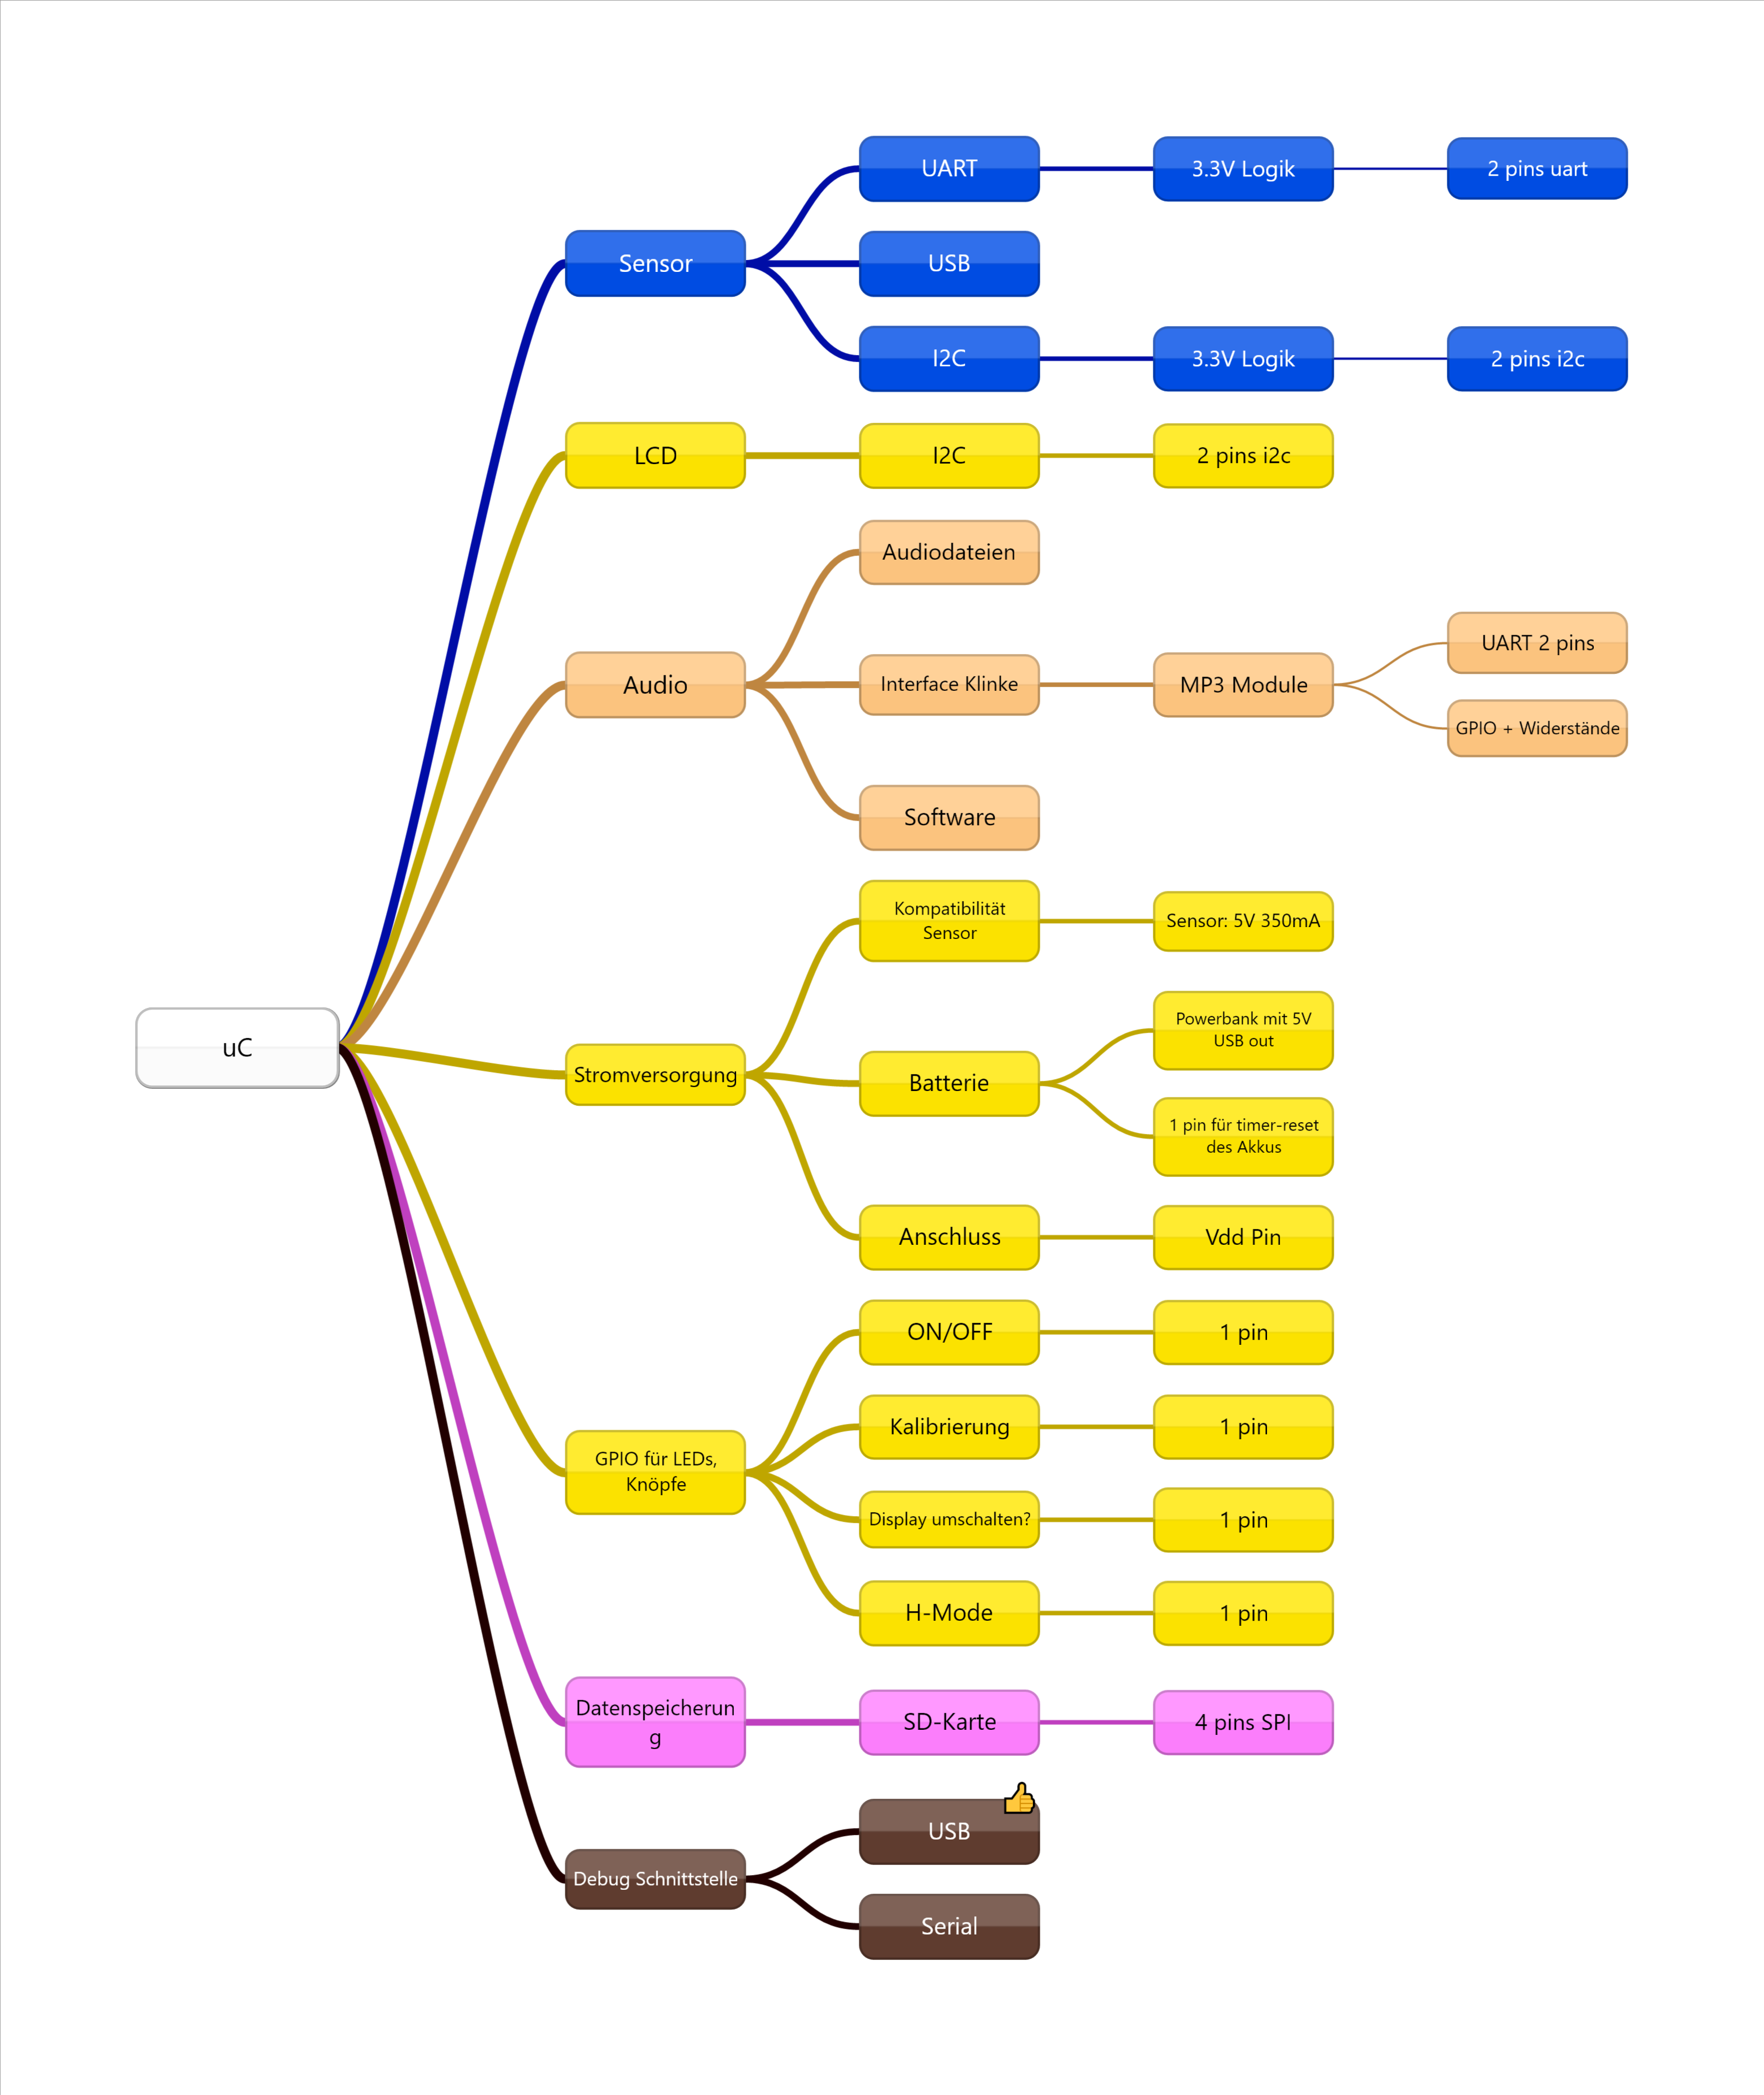 UART
3.3V Logik
2 pins uart
Sensor
USB
I2C
3.3V Logik
2 pins i2c
LCD
I2C
2 pins i2c
Audiodateien
UART 2 pins
Audio
Interface Klinke
MP3 Module
GPIO + Widerstände
Software
Kompatibilität
Sensor
Sensor: 5V 350mA
Powerbank mit 5V
USB out
uC
Stromversorgung
Batterie
1 pin für timer-reset
des Akkus
Anschluss
Vdd Pin
ON/OFF
1 pin
Kalibrierung
1 pin
GPIO für LEDs,
Knöpfe
Display umschalten?
1 pin
H-Mode
1 pin
Datenspeicherun
g
SD-Karte
4 pins SPI
USB
Debug Schnittstelle
Serial